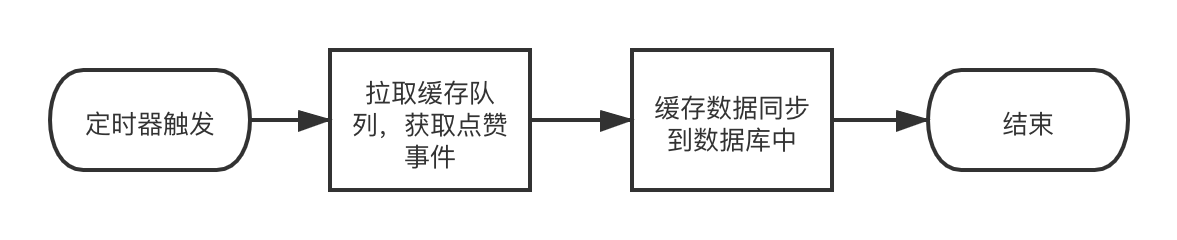 定时器触发
拉取缓存队
列，获取点赞
事件
缓存数据同步
到数据库中
结束